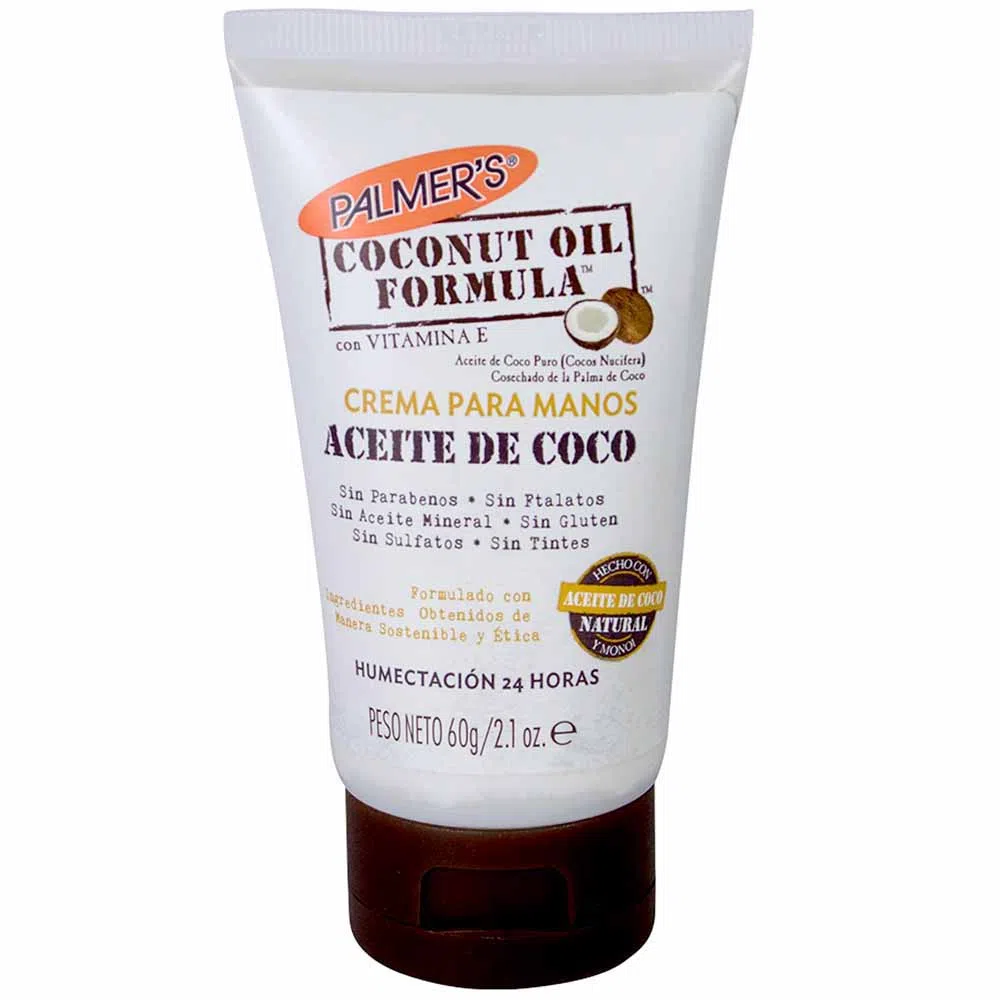 PALMER'S®
COCONUT OIL
FORMULA™
™
con VITAMINA E
Aceite de Coco Puro (Cocos Nucifera)
Cosechado de la Palma de Coco
CREMA PARA MANOS
ACEITE DE COCO
Sin Parabenos • Sin Ftalatos
Sin Aceite Mineral • Sin Gluten
Sin Sulfatos • Sin Tintes
Formulado con
Ingredientes Obtenidos de
Manera Sostenible y Ética
HECHO CON
ACEITE DE COCO
NATURAL
Y MONOI
HUMECTACIÓN 24 HORAS
PESO NETO 60g/2.1 oz. ℮